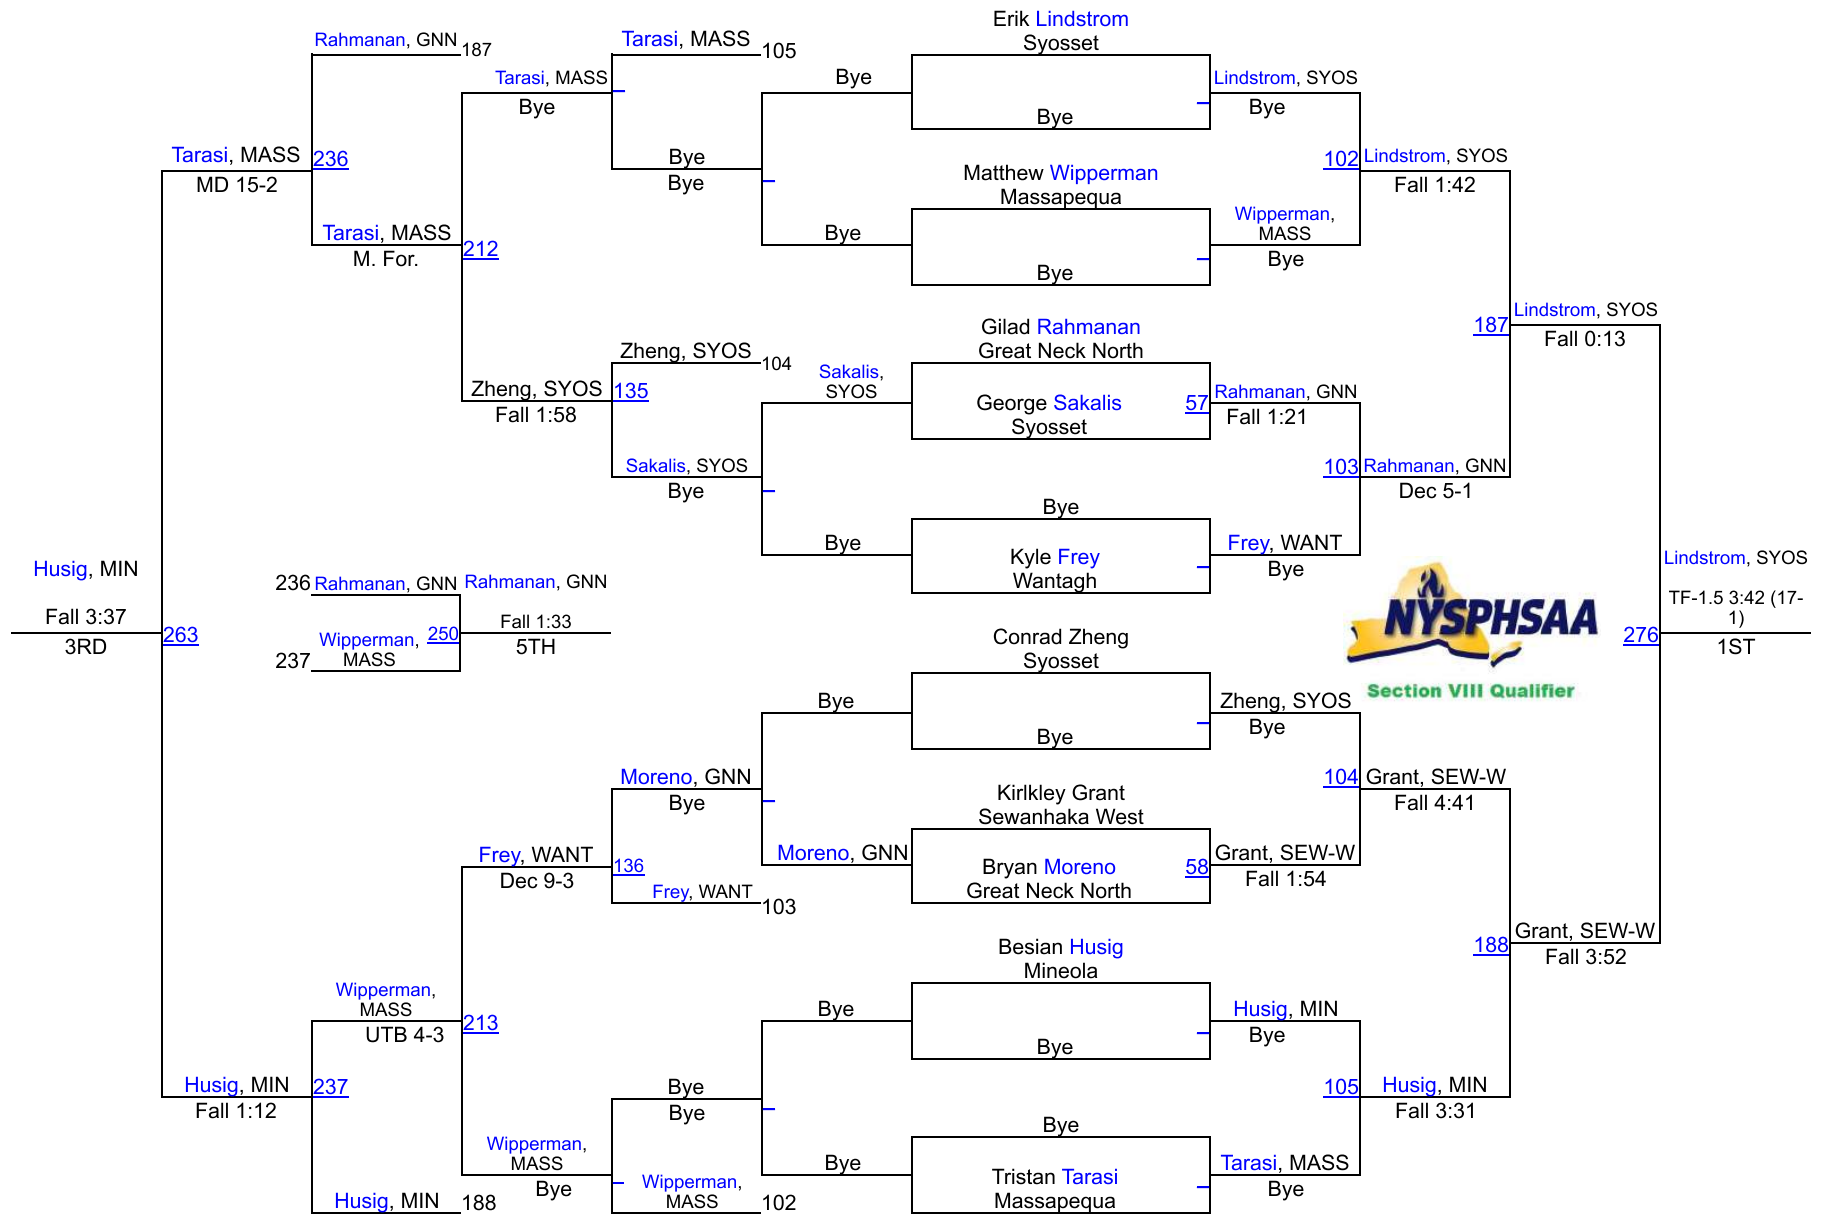 Erik Lindstrom
Syosset
Rahmanan, GNN
187
Tarasi, MASS
105
Bye
Tarasi, MASS
Bye
Lindstrom, SYOS
Bye
Bye
Tarasi, MASS
236
MD 15-2
Bye
Bye
Matthew Wipperman
Massapequa
102
Lindstrom, SYOS
Fall 1:42
Tarasi, MASS
M. For.
212
Bye
Bye
Wipperman,
MASS
Bye
Gilad Rahmanan
Great Neck North
187
Lindstrom, SYOS
Fall 0:13
Zheng, SYOS
104
Zheng, SYOS
135
Fall 1:58
Sakalis,
SYOS
George Sakalis
Syosset
57
Rahmanan, GNN
Fall 1:21
Sakalis, SYOS
Bye
103
Rahmanan, GNN
Dec 5-1
Bye
Bye
Kyle Frey
Wantagh
Frey, WANT
Bye
Husig, MIN
Fall 3:37
3RD
263
236
Rahmanan, GNN
Rahmanan, GNN
237
Wipperman,
MASS
250
Fall 1:33
5TH
NYSPHSAA
Section VIII Qualifier
Lindstrom, SYOS
276
TF-1.5 3:42 (17-
1)
1ST
Conrad Zheng
Syosset
Bye
Bye
Zheng, SYOS
Bye
Moreno, GNN
Bye
Kirlkley Grant
Sewanhaka West
104
Grant, SEW-W
Fall 4:41
Frey, WANT
136
Dec 9-3
Moreno, GNN
Bryan Moreno
Great Neck North
58
Grant, SEW-W
Fall 1:54
Frey, WANT
103
Besian Husig
Mineola
188
Grant, SEW-W
Fall 3:52
Wipperman,
MASS
213
UTB 4-3
Bye
Bye
Husig, MIN
Bye
Husig, MIN
237
Fall 1:12
Bye
Bye
105
Husig, MIN
Fall 3:31
Bye
Wipperman,
MASS
Bye
Bye
Tristan Tarasi
Massapequa
Tarasi, MASS
Bye
Husig, MIN
188
Wipperman,
MASS
102